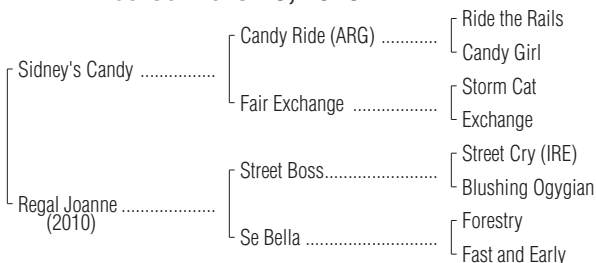 Ride the Rails
Candy Ride (ARG) ............
Candy Girl
Sidney's Candy ................
Storm Cat
Fair Exchange ..................
Exchange
Street Cry (IRE)
Street Boss........................
Blushing Ogygian
Regal Joanne ....................
(2010)
Forestry
Se Bella ............................
Fast and Early